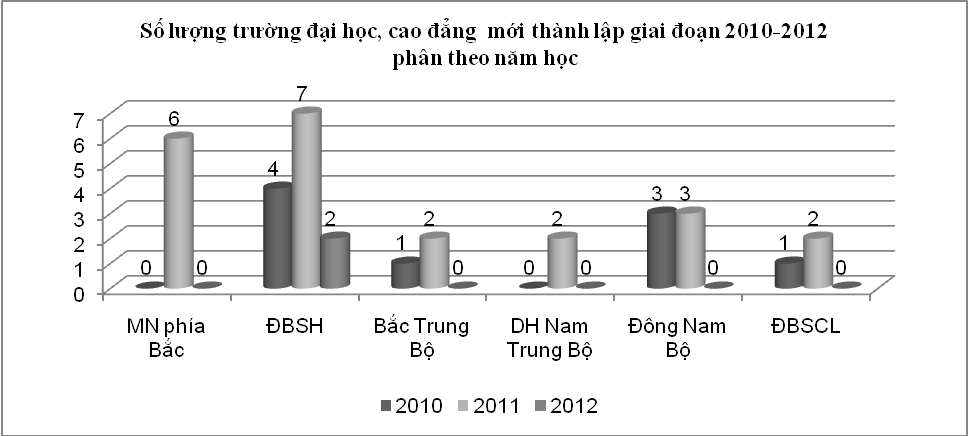 Số lượng trường đại học, cao đẳng mới thành lập giai đoạn 2010-2012
phân theo năm học
7
6
5
4
3
2
1
0
0 6 0
4 7 2
1 2 0
0 2 0
3 3 0
1 2 0
MN phía
Bắc
ĐBSH
Bắc Trung
Bộ
DH Nam
Trung Bộ
Đông Nam
Bộ
ĐBSCL
2010 2011 2012